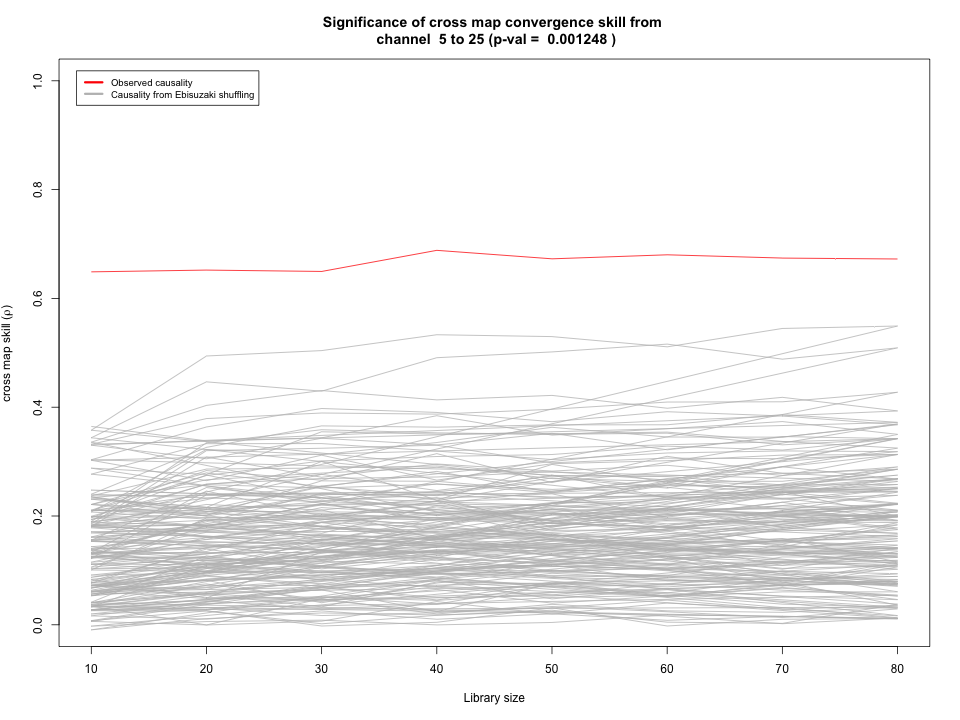 Significance of cross map convergence skill from
channel  5 to 25 (p-val =  0.001248 )
Observed causality
Causality from Ebisuzaki shuffling
1.0
0.8
0.6
0.4
0.2
0.0
cross map skill (ρ)
10 20 30 40 50 60 70 80
Library size